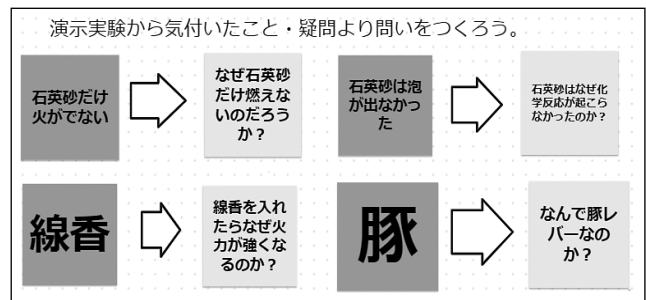 演示実験から気付いたこと・疑問より問いをつくろう。
石英砂だけ
火がでない
なぜ石英砂
だけ燃えな
いのだろう
か？
石英砂は泡
が出なかっ
た
石英砂はなぜ化
学反応が起こら
なかったのか？
線香
線香を入れ
たらなぜ火
力が強くな
るのか？
豚
なんで豚レ
バーなの
か？